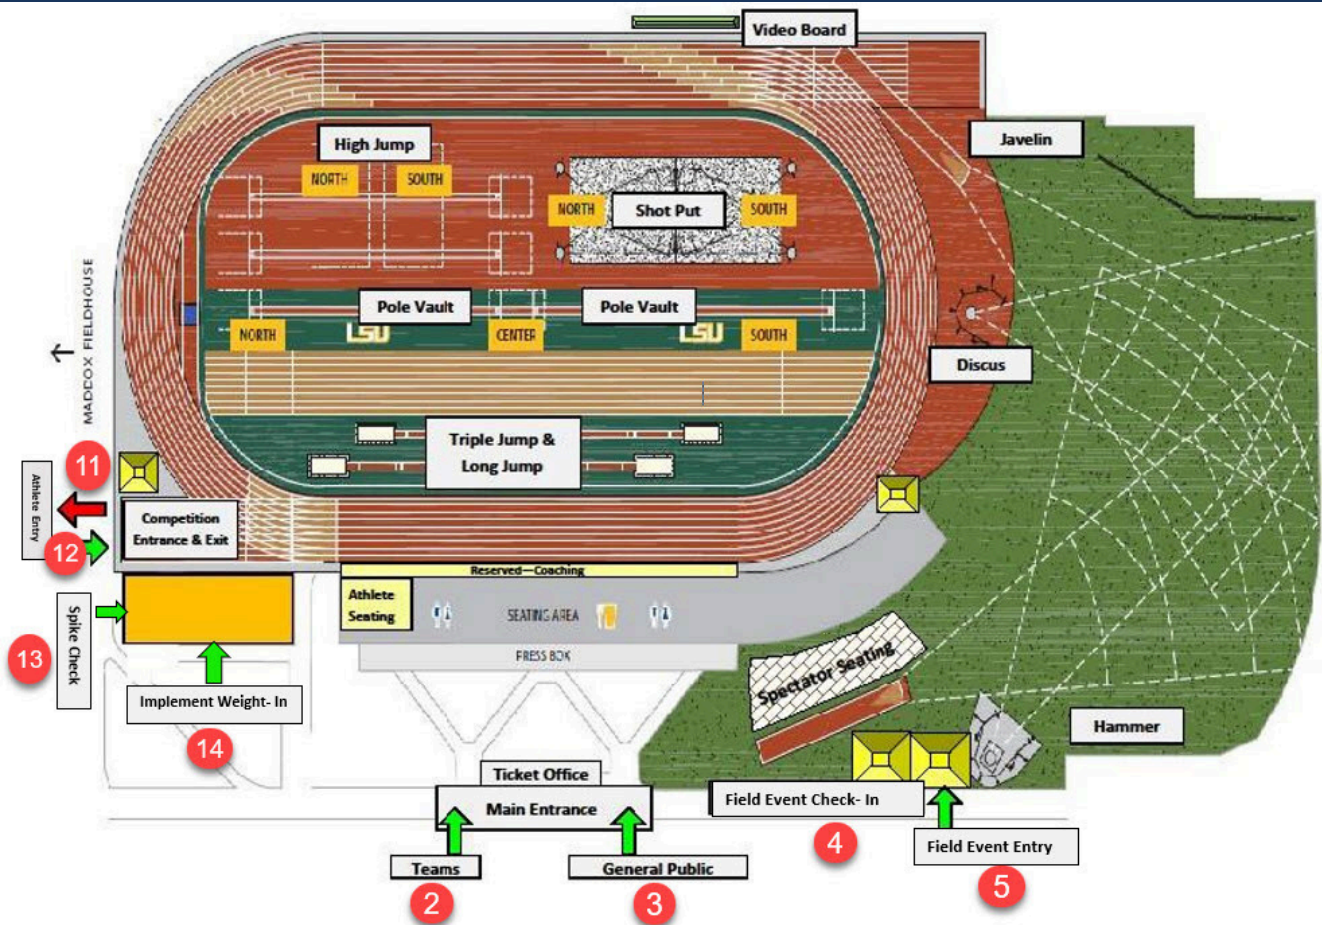 Video Board
Javelin
High Jump
NORTH
SOUTH
NORTH
Shot Put
SOUTH
MADDOX FIELDHOUSE
Pole Vault
Pole Vault
NORTH
LSU
CENTER
LSU
SOUTH
Discus
Triple Jump &
Long Jump
11
Athlete Entry
12
Competition
Entrance & Exit
Reserved—Coaching
Athlete
Seating
SEATING AREA
PRESS BOX
Spike Check
13
Implement Weight- In
14
Spectator Seating
Hammer
Ticket Office
Main Entrance
Field Event Check- In
4
Field Event Entry
5
Teams
2
General Public
3